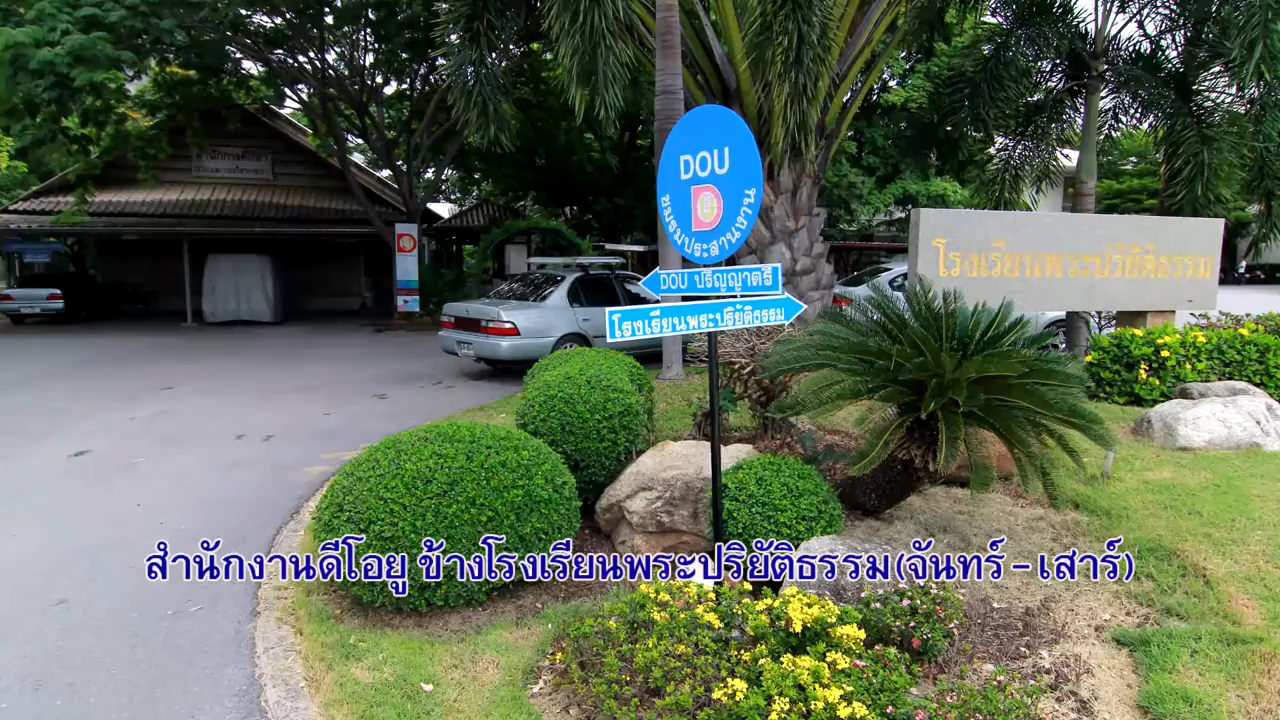 DOU
ชมรมประสานงาน
DOU ปริญญาตรี
โรงเรียนพระปริยัติธรรม
โรงเรียนพระปริยัติธรรม
สำนักงานดีโอยู ข้างโรงเรียนพระปริยัติธรรม (จันทร์ – เสาร์)